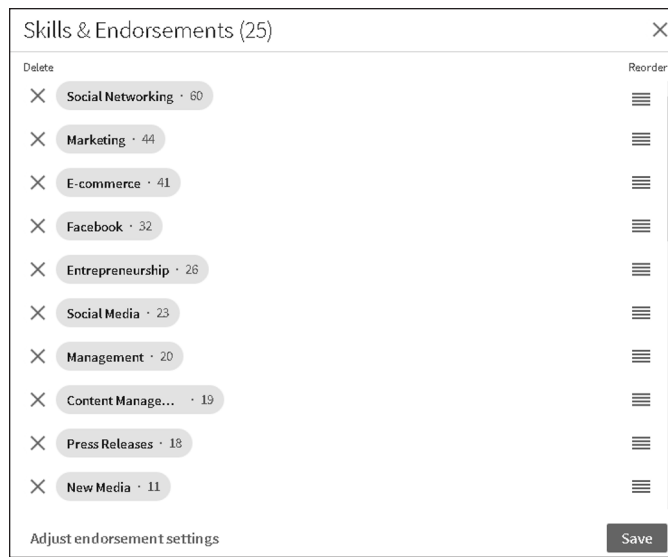 Skills & Endorsements (25)
Delete Reorder
Social Networking · 60
Marketing · 44
E-commerce · 41
Facebook · 32
Entrepreneurship · 26
Social Media · 23
Management · 20
Content Manage... · 19
Press Releases · 18
New Media · 11
Adjust endorsement settings Save